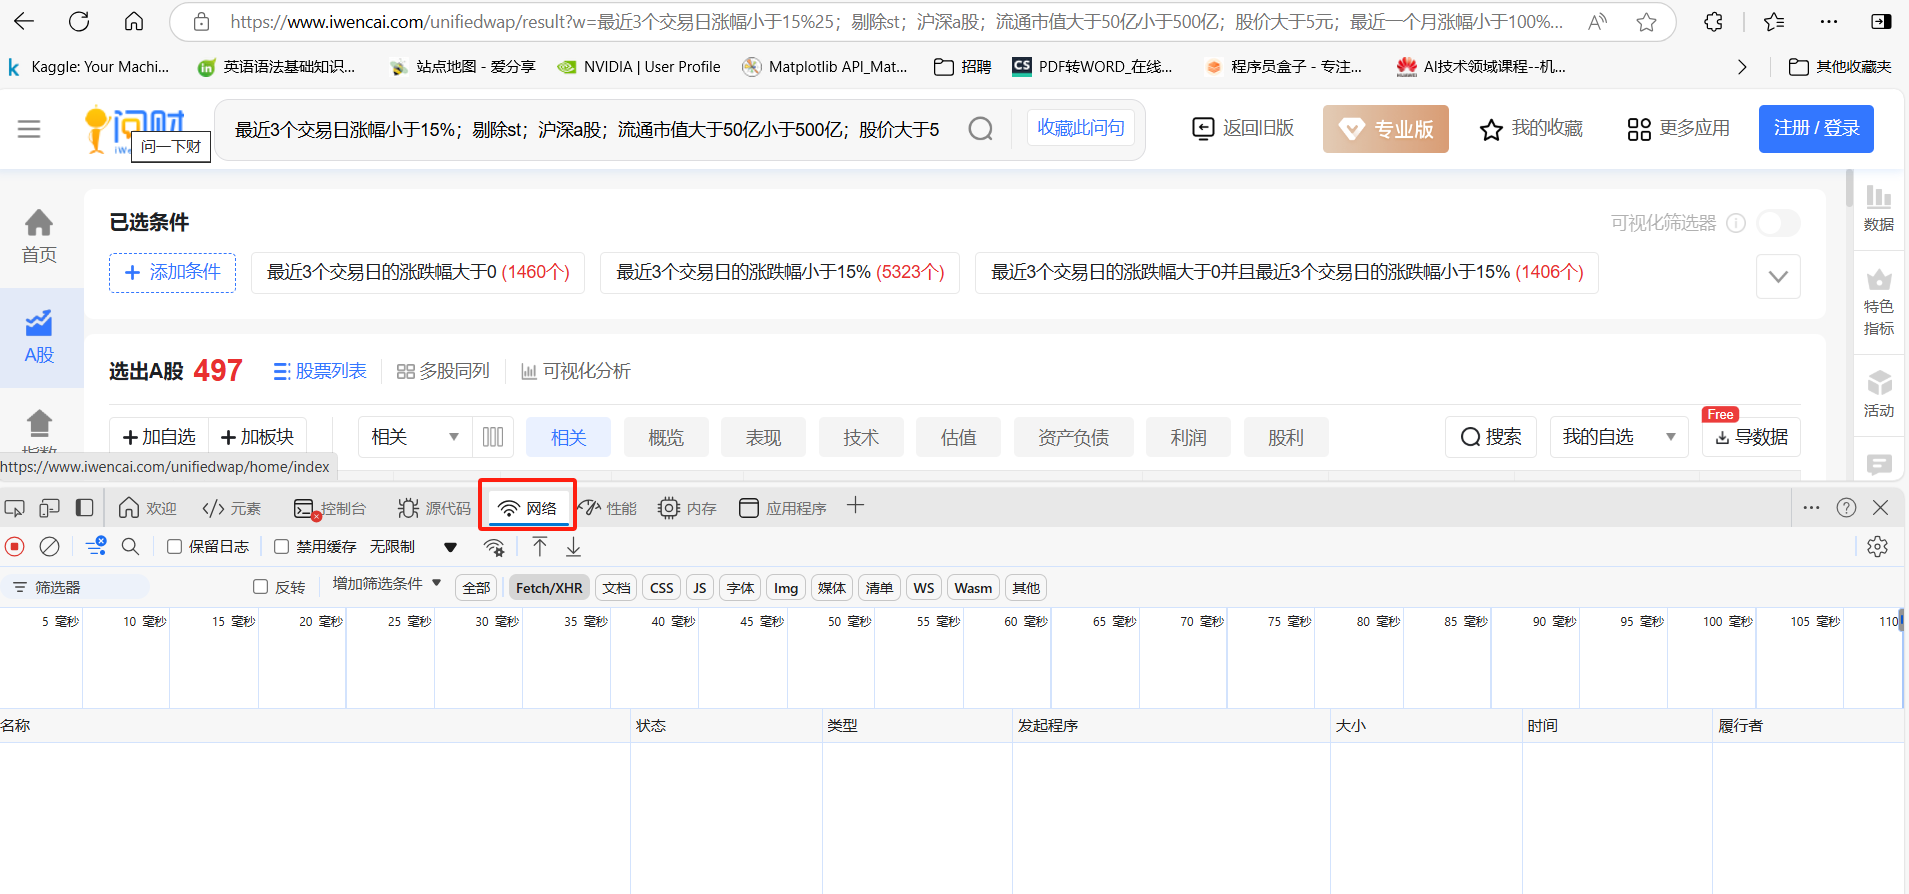 https://www.iwencai.com/unifiedwap/result?w=最近3个交易日涨幅小于15%25；剔除st；沪深a股；流通市值大于50亿小于500亿；股价大于5元；最近一个月涨幅小于100%...
Kaggle: Your Machi...
英语语法基础知识...
站点地图 - 爱分享
NVIDIA | User Profile
Matplotlib API_Mat...
招聘
PDF转WORD_在线...
程序员盒子 - 专注...
AI技术领域课程--机...
其他收藏夹
问财
问一下财
最近3个交易日涨幅小于15%；剔除st；沪深a股；流通市值大于50亿小于500亿；股价大于5
收藏此问句
返回旧版
专业版
我的收藏
更多应用
注册 / 登录
首页
A股
指数
已选条件
可视化筛选器
+ 添加条件
最近3个交易日的涨跌幅大于0 (1460个)
最近3个交易日的涨跌幅小于15% (5323个)
最近3个交易日的涨跌幅大于0并且最近3个交易日的涨跌幅小于15% (1406个)
数据
特色
指标
活动
选出A股 497
股票列表
多股同列
可视化分析
+加自选
+加板块
相关
相关
概览
表现
技术
估值
资产负债
利润
股利
搜索
我的自选
Free
导数据
https://www.iwencai.com/unifiedwap/home/index
欢迎
元素
控制台
源代码
网络
性能
内存
应用程序
保留日志
禁用缓存
无限制
筛选器
反转
增加筛选条件
全部
Fetch/XHR
文档
CSS
JS
字体
Img
媒体
清单
WS
Wasm
其他
5 毫秒
10 毫秒
15 毫秒
20 毫秒
25 毫秒
30 毫秒
35 毫秒
40 毫秒
45 毫秒
50 毫秒
55 毫秒
60 毫秒
65 毫秒
70 毫秒
75 毫秒
80 毫秒
85 毫秒
90 毫秒
95 毫秒
100 毫秒
105 毫秒
110
名称
状态
类型
发起程序
大小
时间
履行者